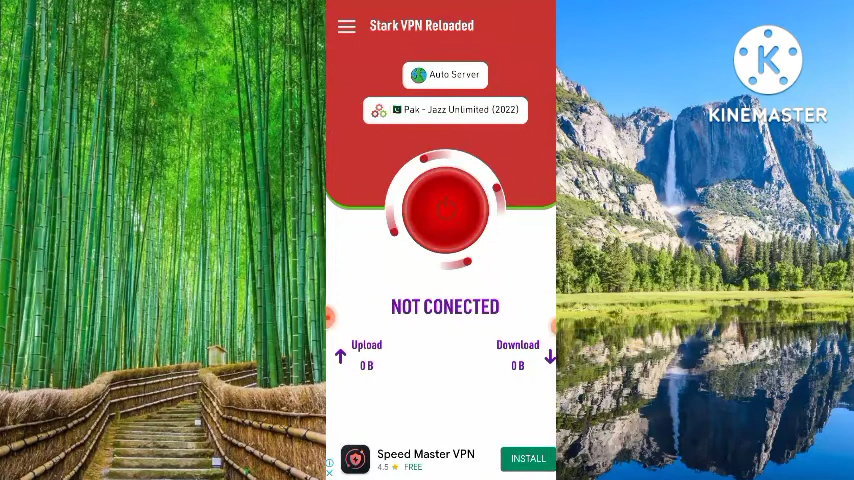 Stark VPN Reloaded
Auto Server
Pak - Jazz Unlimited (2022)
K
KINEMASTER
NOT CONECTED
Upload
Download
0 B
0 B
Speed Master VPN
4.5 ★ FREE
INSTALL